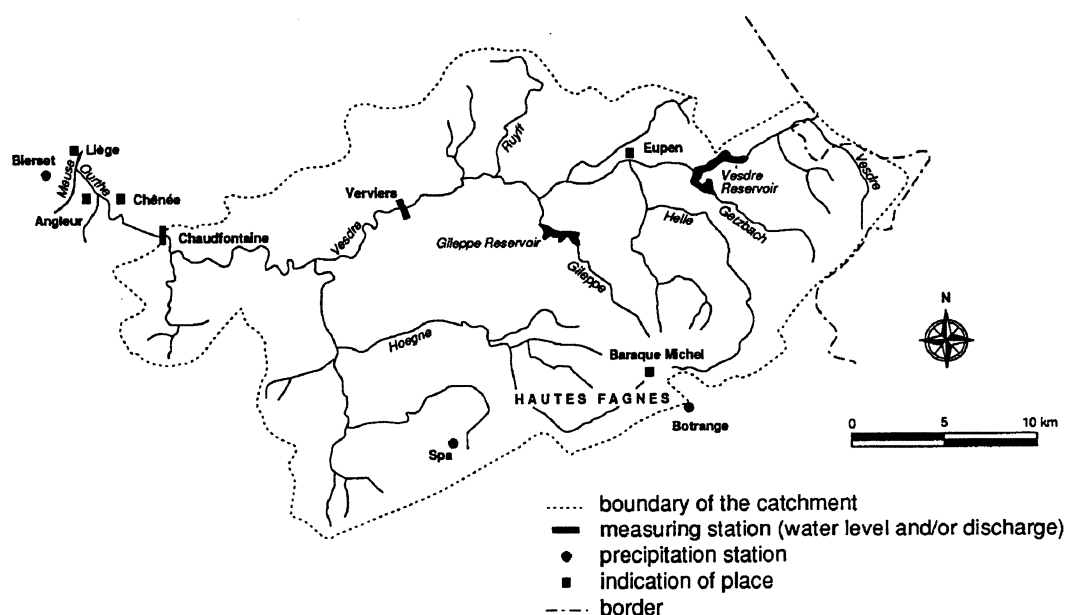 Ruyff
Liège
Bierset
Meuse
Ourthe
Eupen
Vesdre
Vesdre
Reservoir
Verviers
Chênée
Angleur
Getzbach
Helle
Chaudfontaine
Vesdre
Gileppe Reservoir
Gileppe
N
Hoegne
Baraque Michel
HAUTES FAGNES
Botrange
0 5 10 km
Spa
boundary of the catchment
measuring station (water level and/or discharge)
precipitation station
indication of place
border